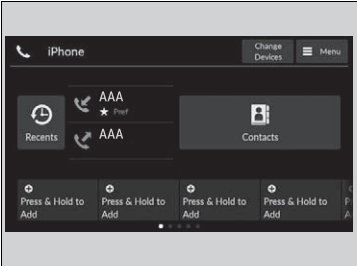 iPhone
Change
Devices
Menu
AAA
Pref
Recents
AAA
Contacts
Press & Hold to
Add
Press & Hold to
Add
Press & Hold to
Add
Press & Hold to
Add
P
A